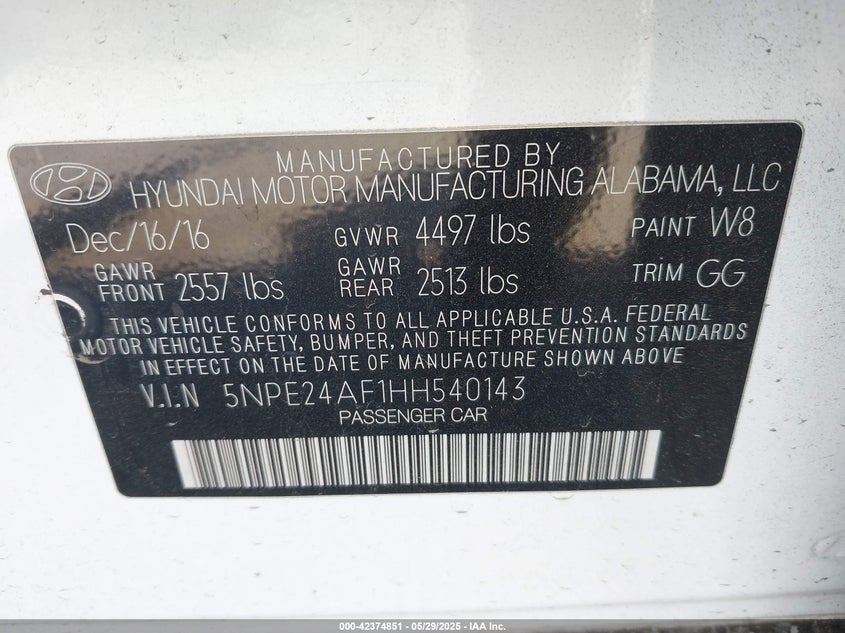 MANUFACTURED BY
HYUNDAI MOTOR MANUFACTURING ALABAMA, LLC
Dec/16/16 GVWR 4497 lbs PAINT W8
GAWR FRONT 2557 lbs GAWR REAR 2513 lbs TRIM GG
THIS VEHICLE CONFORMS TO ALL APPLICABLE U.S.A. FEDERAL
MOTOR VEHICLE SAFETY, BUMPER, AND THEFT PREVENTION STANDARDS
IN EFFECT ON THE DATE OF MANUFACTURE SHOWN ABOVE
V.I.N 5NPE24AF1HH540143
PASSENGER CAR
000-42374851 | 05/29/2025 - IAA Inc.